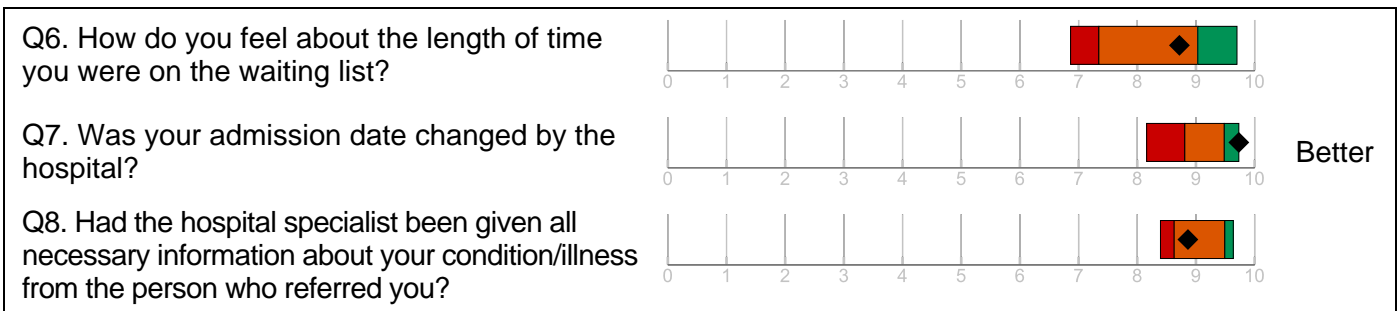 Q6. How do you feel about the length of time
you were on the waiting list?
0 1 2 3 4 5 6 7 8 9 10
Q7. Was your admission date changed by the
hospital?
Better
0 1 2 3 4 5 6 7 8 9 10
Q8. Had the hospital specialist been given all
necessary information about your condition/illness
from the person who referred you?
0 1 2 3 4 5 6 7 8 9 10